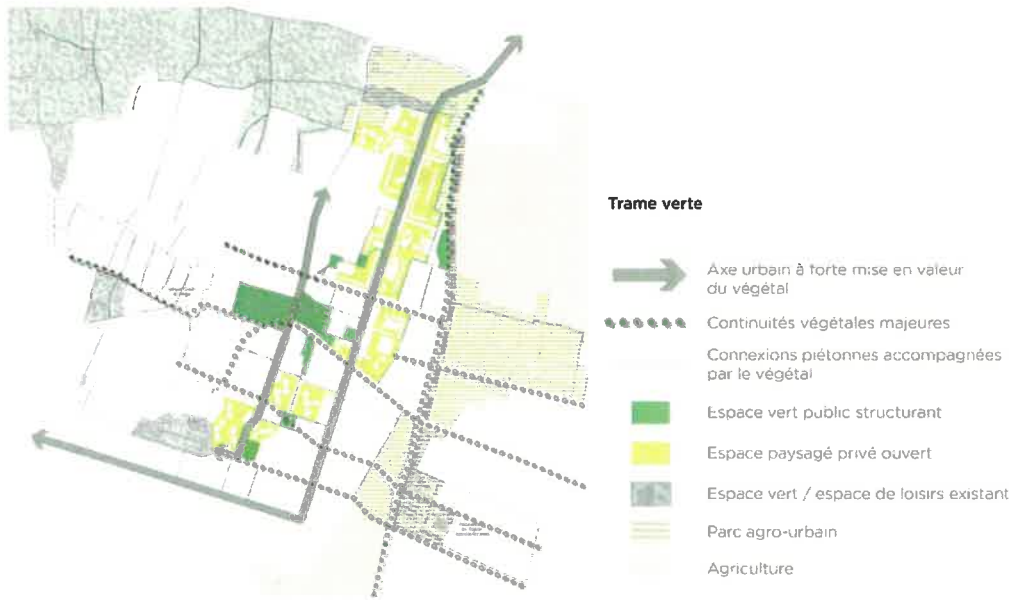 Trame verte
Axe urbain à forte mise en valeur
du végétal
Continuités végétales majeures
Connexions piétonnes accompagnées
par le végétal
Espace vert public structurant
Espace paysagé privé ouvert
Espace vert / espace de loisirs existant
Parc agro-urbain
Agriculture